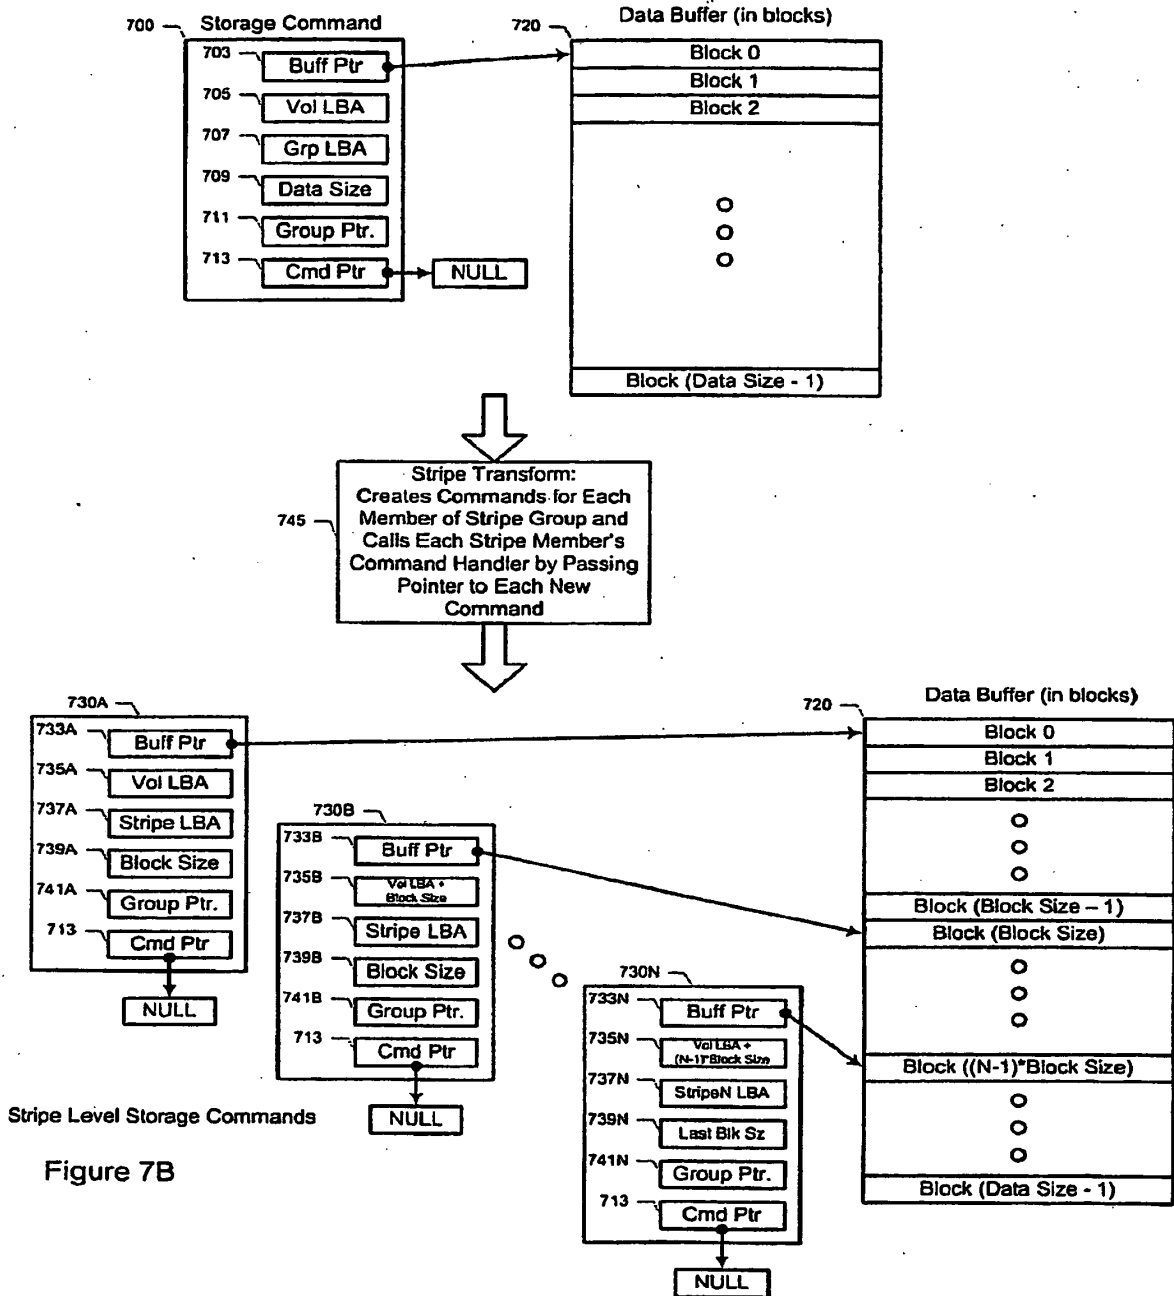 Storage Command
Data Buffer (in blocks)
700
720
703
Buff Ptr
Block 0
Block 1
705
Vol LBA
Block 2
707
Grp LBA
709
Data Size
711
Group Ptr.
713
Cmd Ptr
NULL
Block (Data Size - 1)
745
Stripe Transform:
Creates Commands for Each
Member of Stripe Group and
Calls Each Stripe Member's
Command Handler by Passing
Pointer to Each New
Command
730A
733A
Buff Ptr
735A
Vol LBA
737A
Stripe LBA
739A
Block Size
741A
Group Ptr.
713
Cmd Ptr
NULL
730B
733B
Buff Ptr
735B
Vol LBA +
Block Size
737B
Stripe LBA
739B
Block Size
741B
Group Ptr.
713
Cmd Ptr
NULL
730N
733N
Buff Ptr
735N
Vol LBA +
(N-1)*Block Size
737N
StripeN LBA
739N
Last Blk Sz
741N
Group Ptr.
713
Cmd Ptr
NULL
Data Buffer (in blocks)
720
Block 0
Block 1
Block 2
Block (Block Size – 1)
Block (Block Size)
Block ((N-1)*Block Size)
Block (Data Size - 1)
Stripe Level Storage Commands
Figure 7B